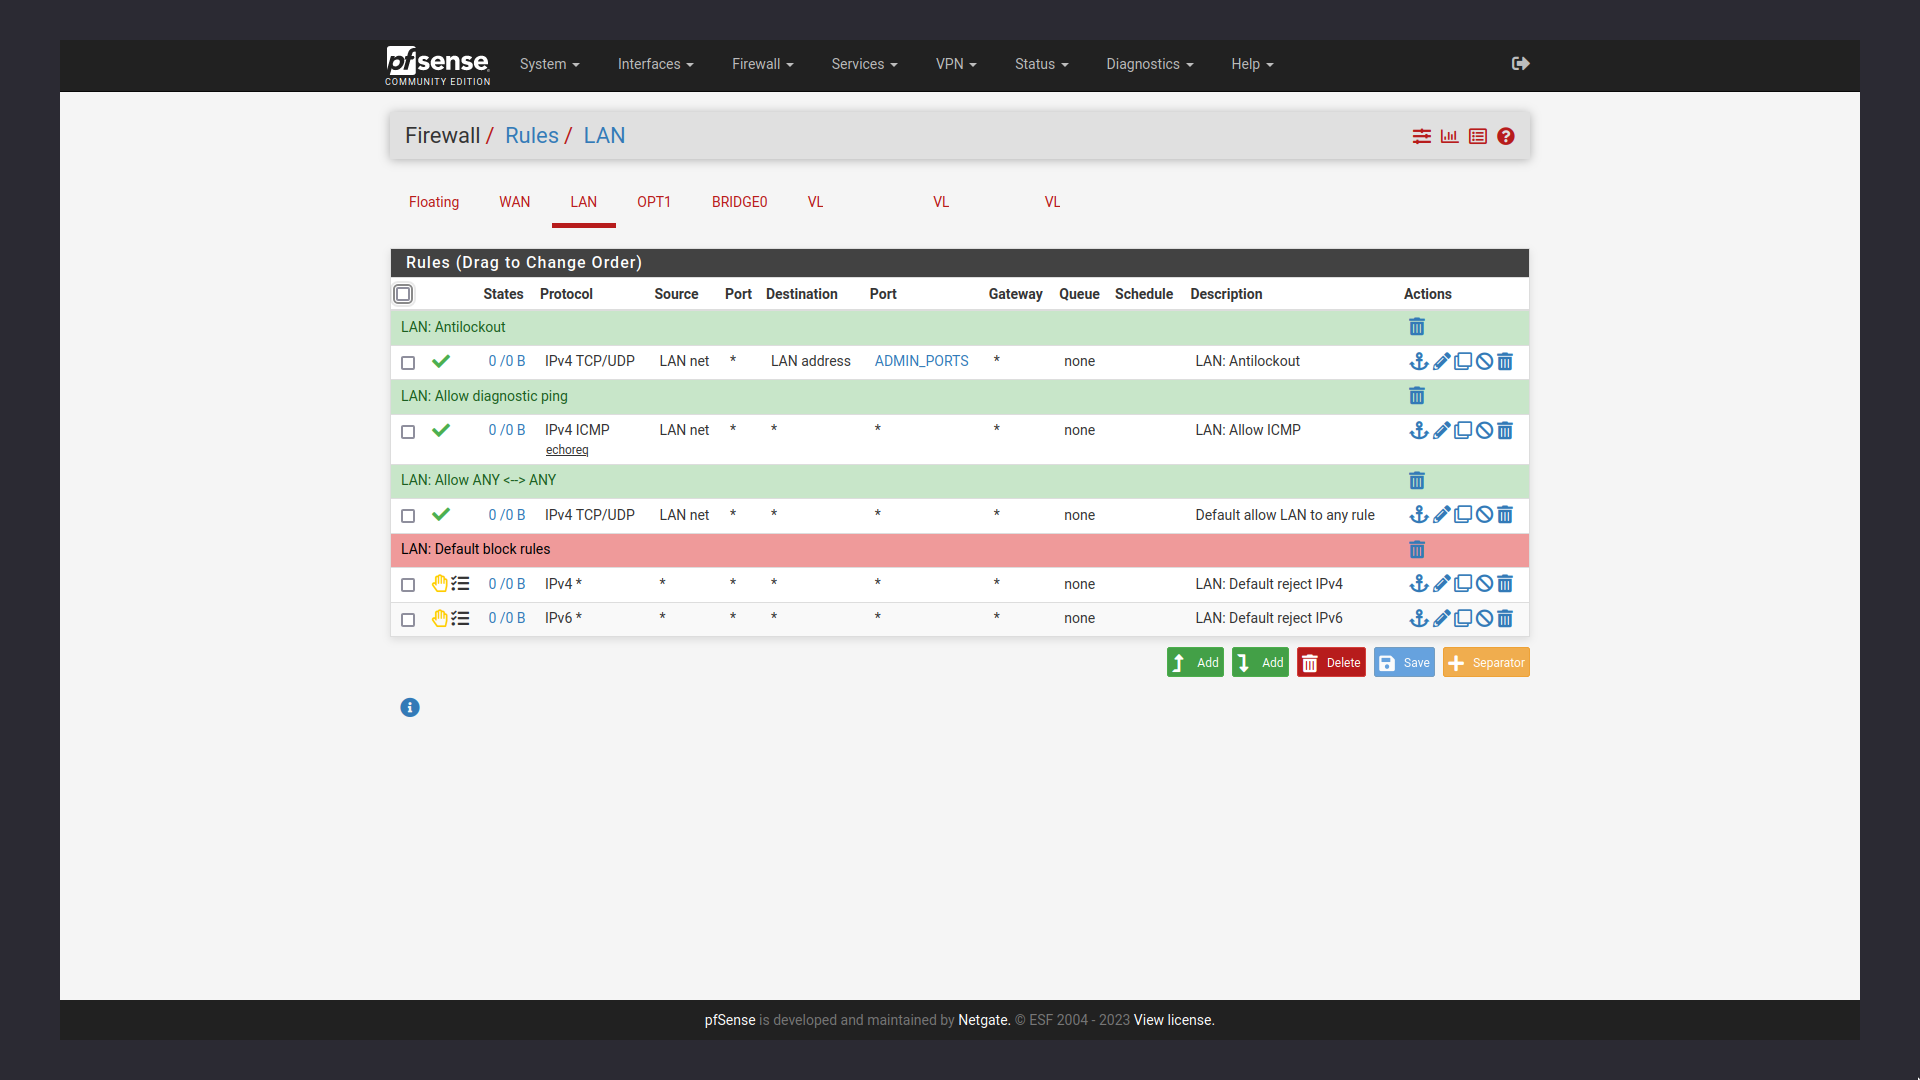 pfsense System Interfaces Firewall Services VPN Status Diagnostics Help
COMMUNITY EDITION
Firewall / Rules / LAN
Floating WAN LAN OPT1 BRIDGE0 VL VL VL
Rules (Drag to Change Order)
States Protocol Source Port Destination Port Gateway Queue Schedule Description Actions
LAN: Antilockout
0 /0 B IPv4 TCP/UDP LAN net * LAN address ADMIN_PORTS * none LAN: Antilockout
LAN: Allow diagnostic ping
0 /0 B IPv4 ICMP LAN net * * * * none LAN: Allow ICMP
echoreq
LAN: Allow ANY <--> ANY
0 /0 B IPv4 TCP/UDP LAN net * * * * none Default allow LAN to any rule
LAN: Default block rules
0 /0 B IPv4 * * * * * * none LAN: Default reject IPv4
0 /0 B IPv6 * * * * * * none LAN: Default reject IPv6
Add Add Delete Save Separator
pfSense is developed and maintained by Netgate. © ESF 2004 - 2023 View license.